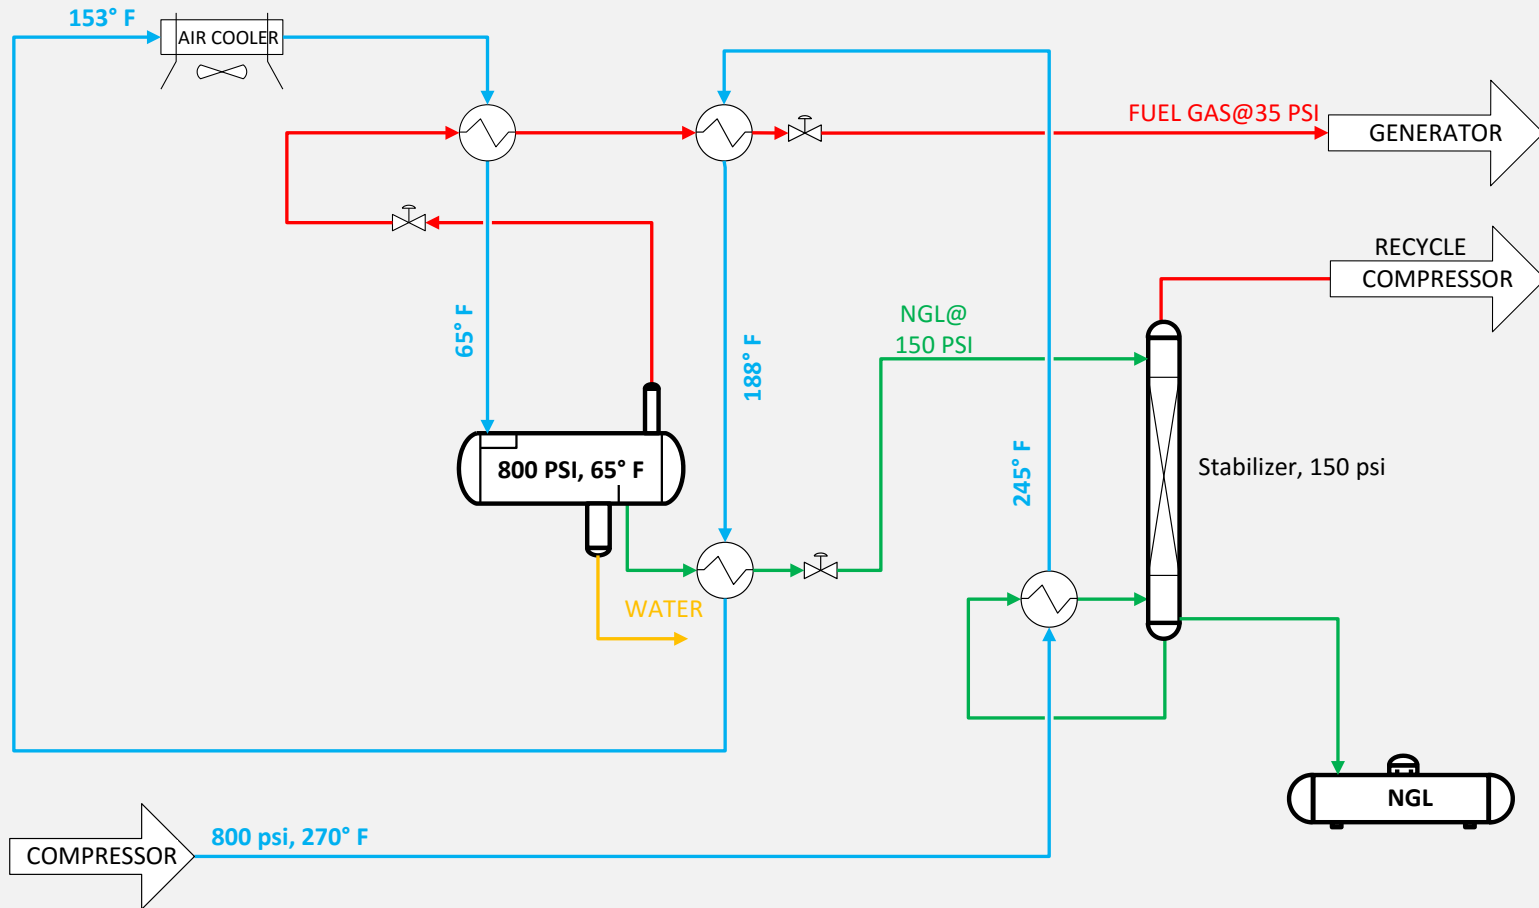 153° F
AIR COOLER
FUEL GAS@35 PSI
GENERATOR
RECYCLE
COMPRESSOR
65° F
188° F
NGL@
150 PSI
245° F
800 PSI, 65° F
Stabilizer, 150 psi
WATER
NGL
800 psi, 270° F
COMPRESSOR